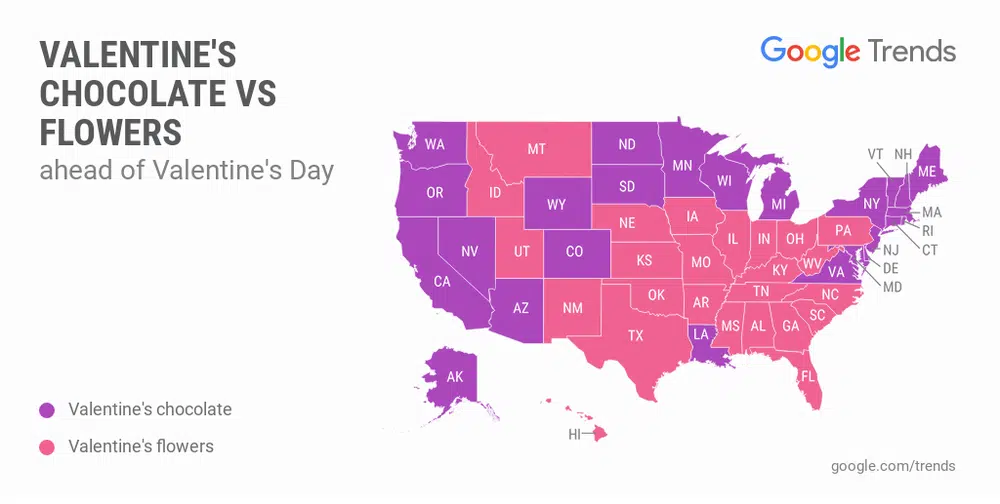 VALENTINE'S
CHOCOLATE VS
FLOWERS
ahead of Valentine's Day
Google Trends
WA
MT
ND
MN
VT
NH
ME
OR
ID
WY
SD
WI
MI
NY
MA
RI
CT
NV
UT
CO
NE
IA
IL
IN
OH
PA
NJ
DE
MD
CA
KS
MO
KY
WV
VA
AZ
NM
OK
AR
TN
NC
SC
TX
LA
MS
AL
GA
FL
AK
HI
Valentine's chocolate
Valentine's flowers
google.com/trends